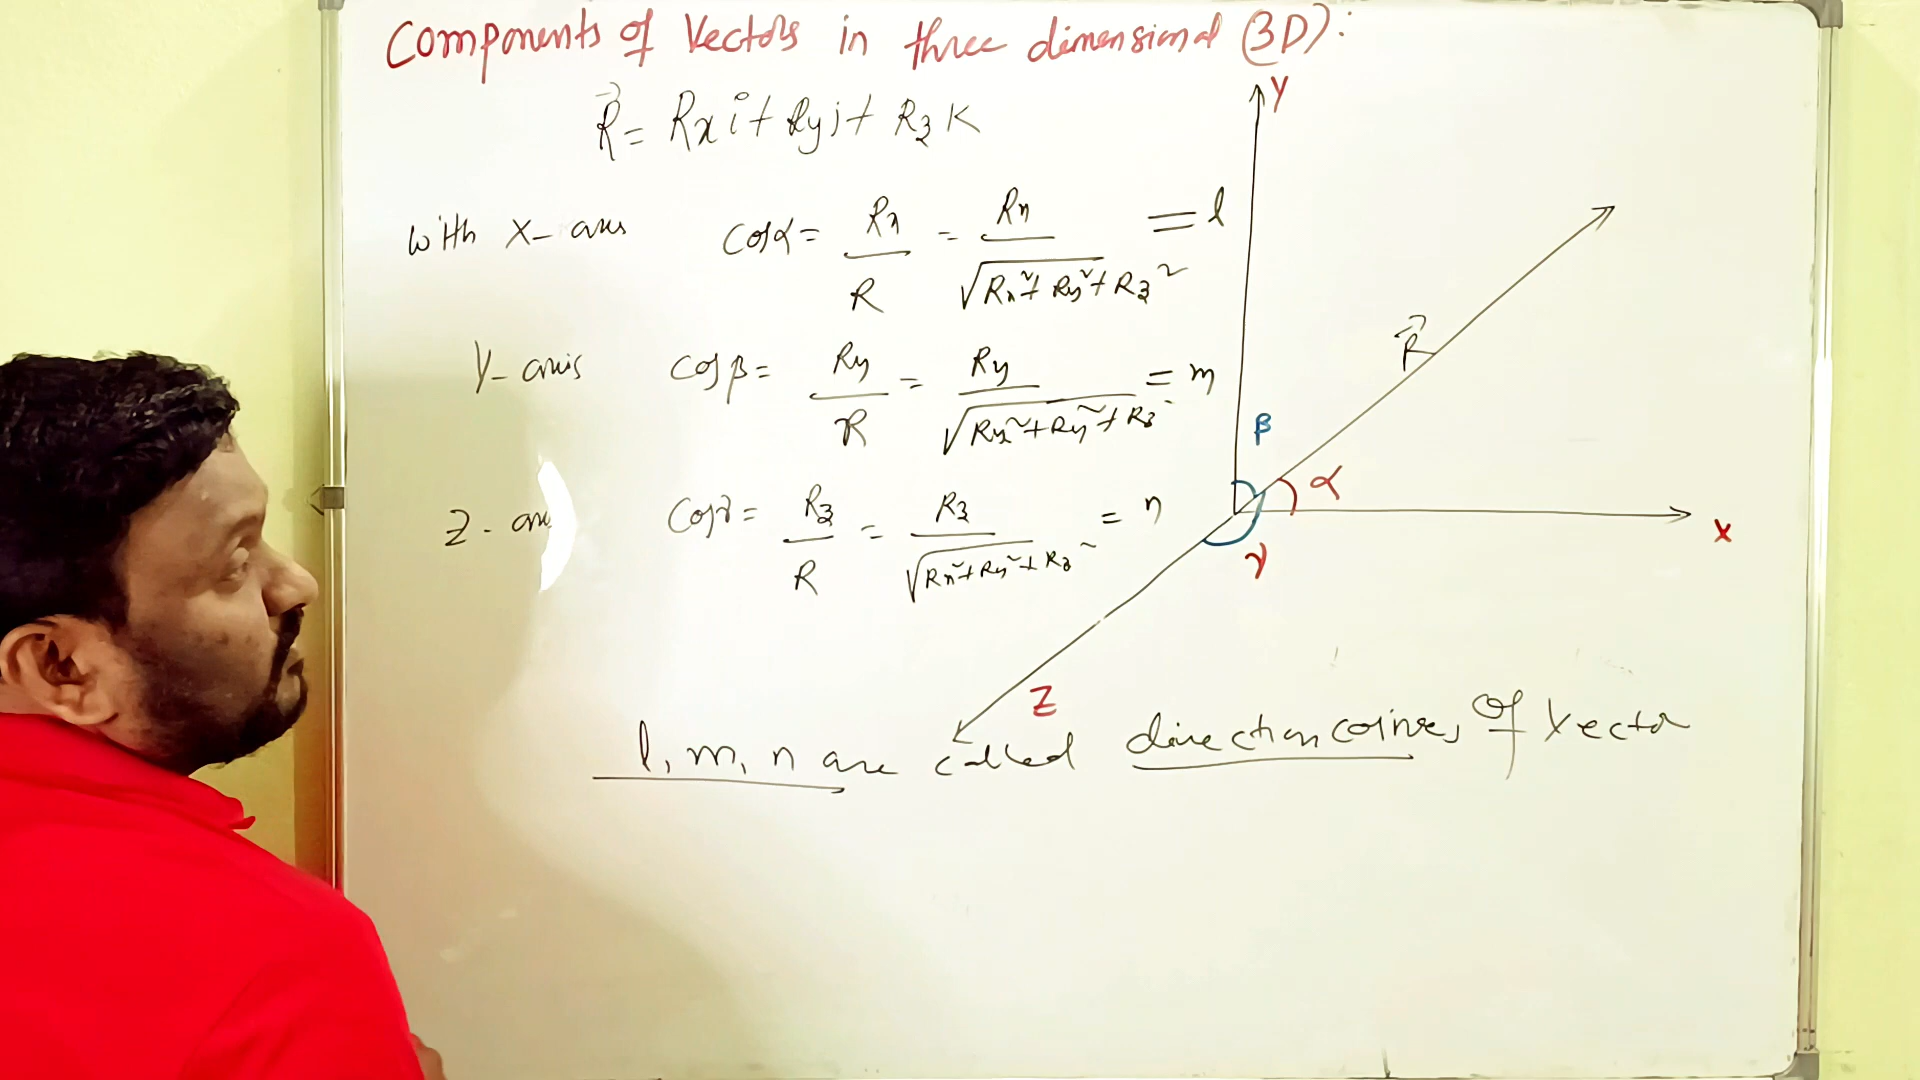 Components of Vectors in three dimensional (3D):
R⃗ = Rx i + Ry j + Rz K
With X-axis cosα = Rx/R = Rx/√(Rx²+Ry²+Rz²) = l
Y-axis cosβ = Ry/R = Ry/√(Rx²+Ry²+Rz²) = m
Z-axis cosγ = Rz/R = Rz/√(Rx²+Ry²+Rz²) = n
Y
R⃗
β
α
X
γ
Z
l, m, n are called direction cosines of Vector